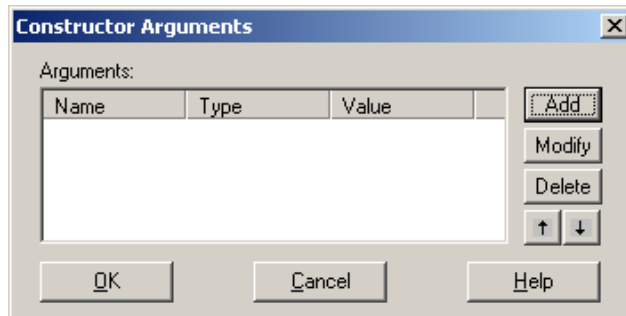 Constructor Arguments
Arguments:
Name Type Value
Add
Modify
Delete
OK Cancel Help